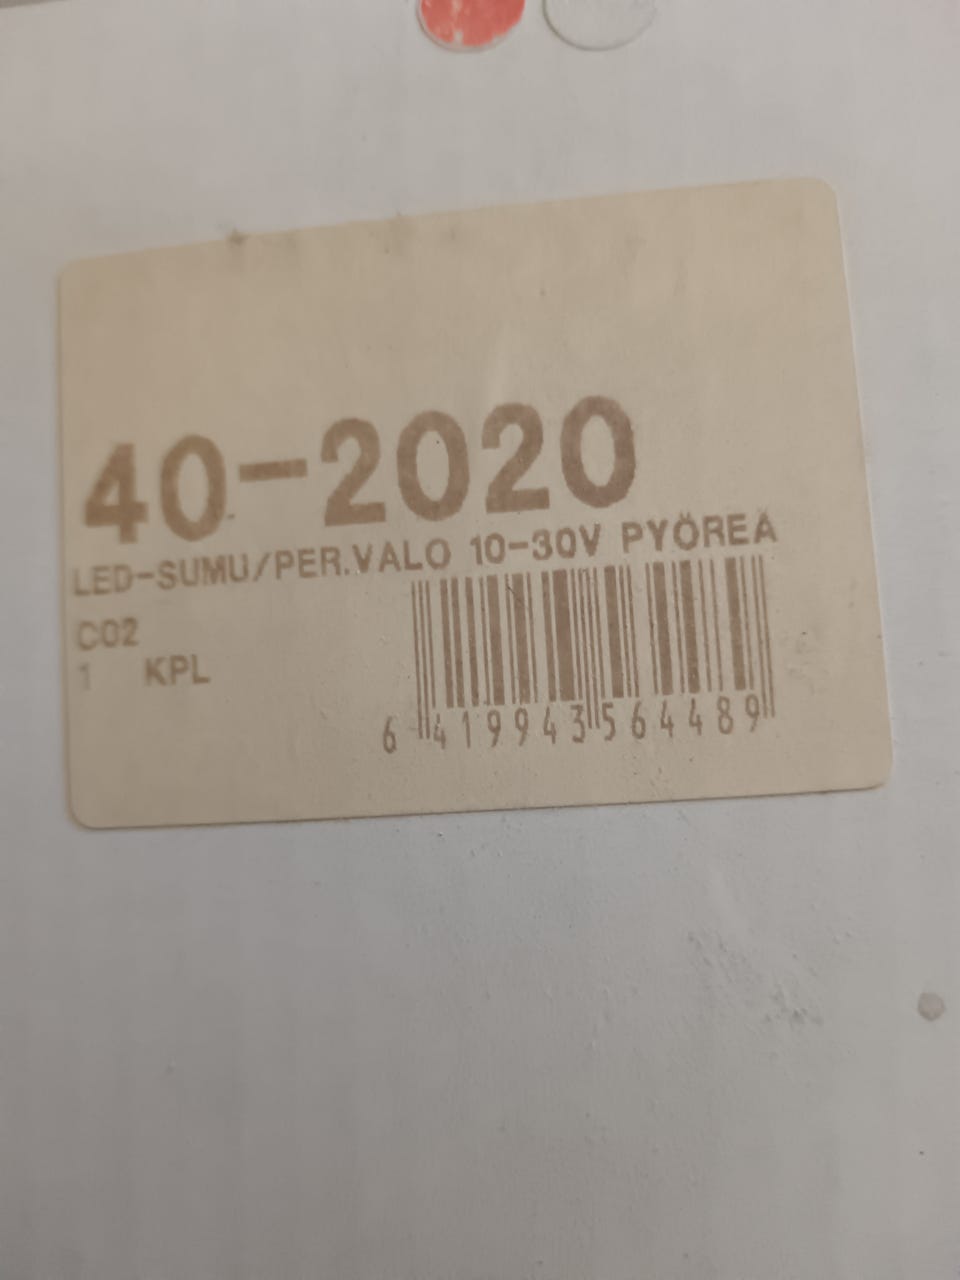 40-2020
LED-SUMU/PER.VALO 10-30V PYÖREÄ
C02
1 KPL
6 419943 564489